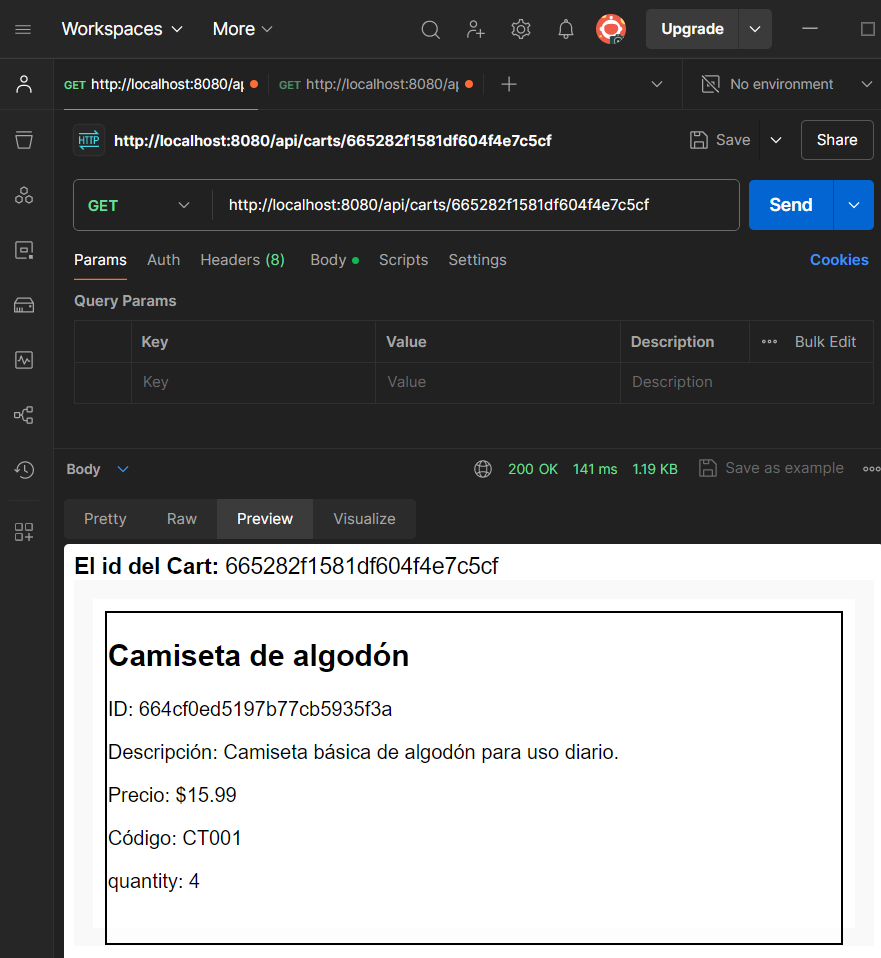 Workspaces More Upgrade
GET http://localhost:8080/ap GET http://localhost:8080/ap No environment
HTTP http://localhost:8080/api/carts/665282f1581df604f4e7c5cf Save Share
GET http://localhost:8080/api/carts/665282f1581df604f4e7c5cf Send
Params Auth Headers (8) Body Scripts Settings Cookies
Query Params
Key Value Description Bulk Edit
Key Value Description
Body 200 OK 141 ms 1.19 KB Save as example
Pretty Raw Preview Visualize
El id del Cart: 665282f1581df604f4e7c5cf
Camiseta de algodón
ID: 664cf0ed5197b77cb5935f3a
Descripción: Camiseta básica de algodón para uso diario.
Precio: $15.99
Código: CT001
quantity: 4